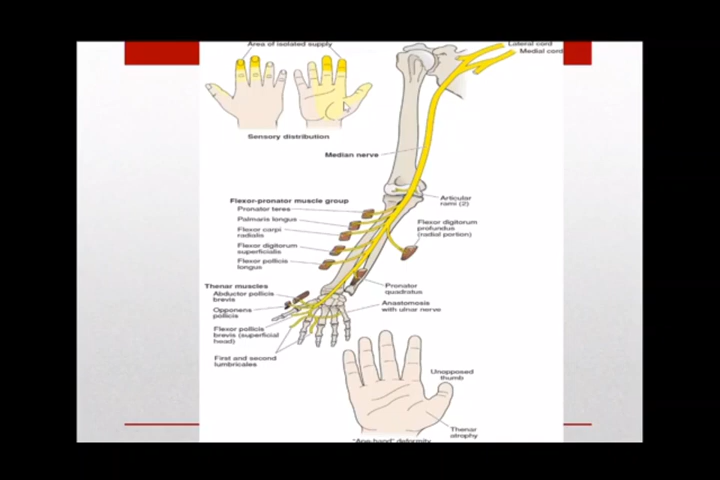 Area of isolated supply
Lateral cord
Medial cord
Sensory distribution
Median nerve
Articular
rami (2)
Flexor-pronator muscle group
Pronator teres
Palmaris longus
Flexor carpi
radialis
Flexor digitorum
superficialis
Flexor pollicis
longus
Flexor digitorum
profundus
(radial portion)
Thenar muscles
Abductor pollicis
brevis
Opponens
pollicis
Flexor pollicis
brevis (superficial
head)
First and second
lumbricales
Pronator
quadratus
Anastomosis
with ulnar nerve
Unopposed
thumb
Thenar
atrophy
"Ape-hand" deformity